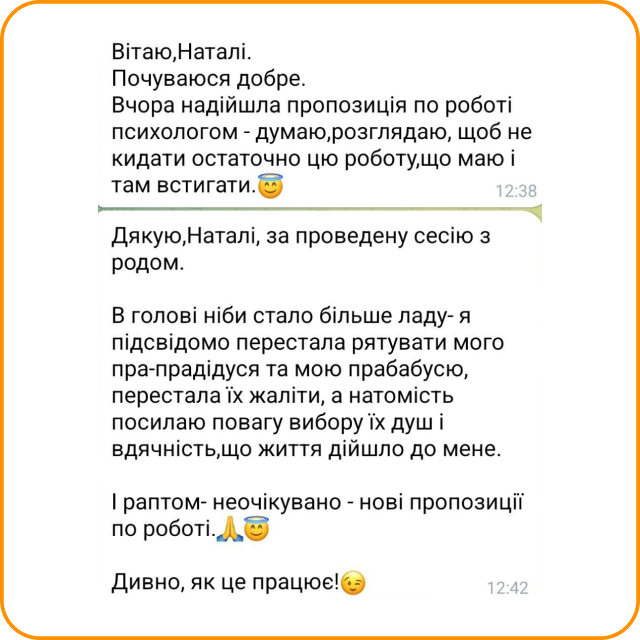 Вітаю,Наталі.
Почуваюся добре.
Вчора надійшла пропозиція по роботі
психологом - думаю,розглядаю, щоб не
кидати остаточно цю роботу,що маю і
там встигати.😇
12:38
Дякую,Наталі, за проведену сесію з
родом.
В голові ніби стало більше ладу- я
підсвідомо перестала рятувати мого
пра-прадідуся та мою прабабусю,
перестала їх жаліти, а натомість
посилаю повагу вибору їх душ і
вдячність,що життя дійшло до мене.
І раптом- неочікувано - нові пропозиції
по роботі.🙏😇
Дивно, як це працює!😉
12:42